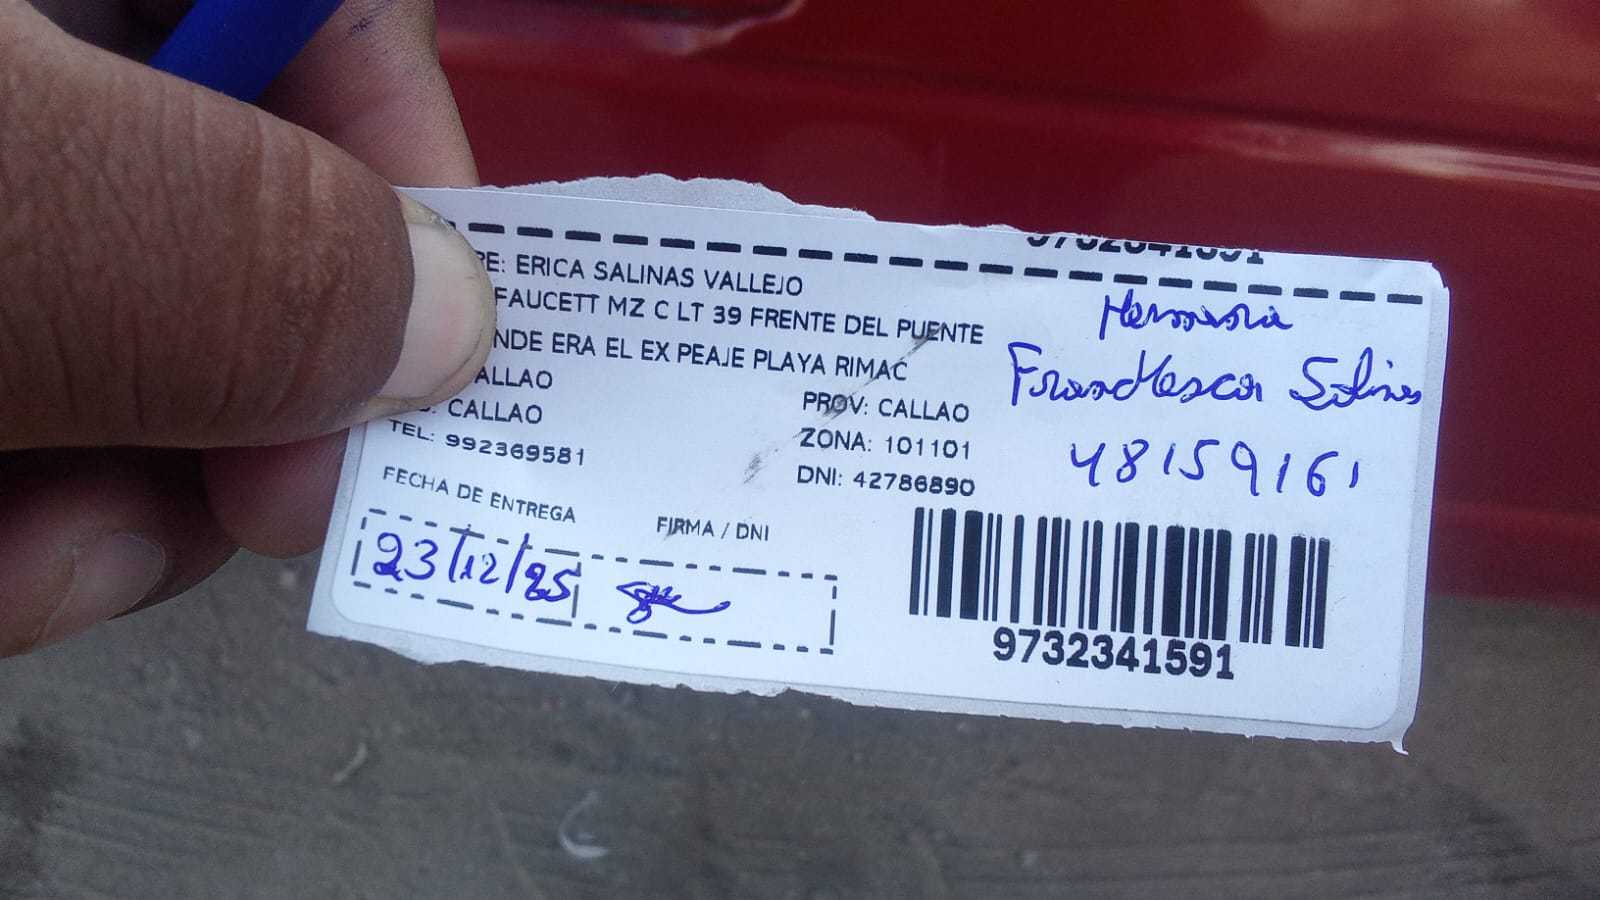 9732341591
RE: ERICA SALINAS VALLEJO
FAUCETT MZ C LT 39 FRENTE DEL PUENTE
NDE ERA EL EX PEAJE PLAYA RIMAC
ALLAO
PROV: CALLAO
CALLAO
ZONA: 101101
TEL: 992369581
DNI: 42786890
Hermana
Franchesca Salinas
48159161
FECHA DE ENTREGA
FIRMA / DNI
23/12/25
9732341591